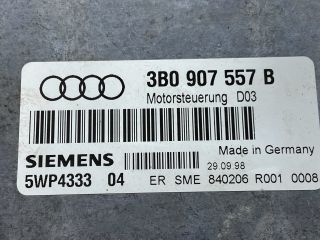 3B0 907 557 B
Motorsteuerung D03
SIEMENS
Made in Germany
29.09.98
5WP4333 04
ER SME 840206 R001 0008